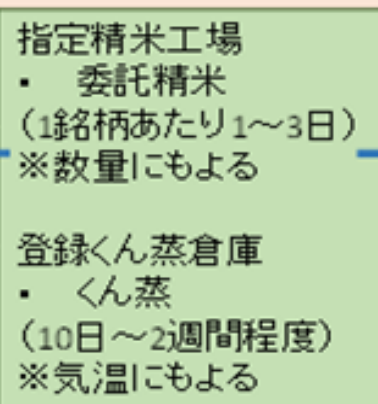 指定精米工場
・　委託精米
（1銘柄あたり1～3日）
※数量にもよる
登録くん蒸倉庫
・　くん蒸
（10日～2週間程度）
※気温にもよる